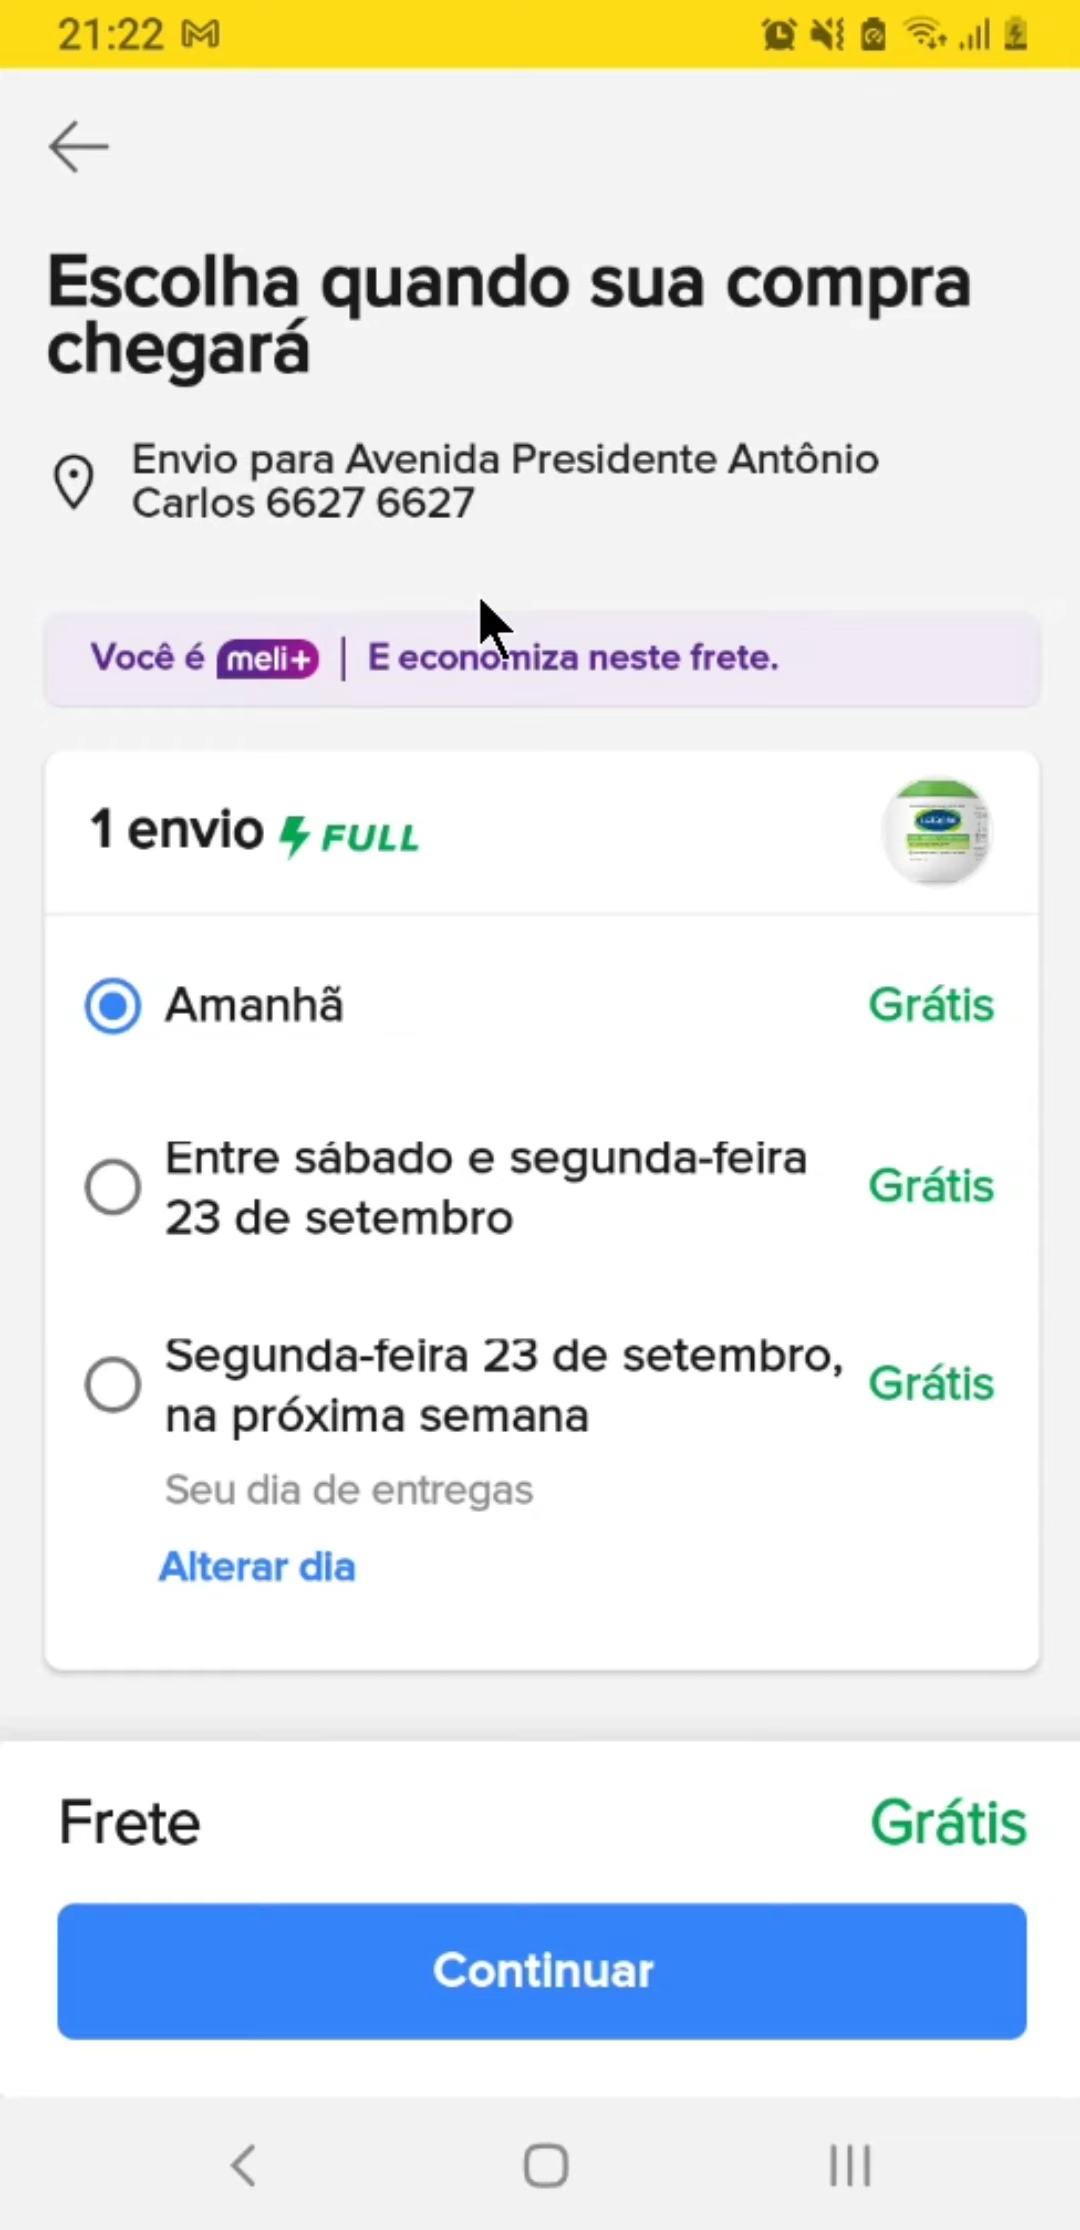 21:22
Escolha quando sua compra
chegará
Envio para Avenida Presidente Antônio
Carlos 6627 6627
Você é meli+ | E economiza neste frete.
1 envio FULL
Amanhã Grátis
Entre sábado e segunda-feira
23 de setembro
Grátis
Segunda-feira 23 de setembro,
na próxima semana
Grátis
Seu dia de entregas
Alterar dia
Frete Grátis
Continuar